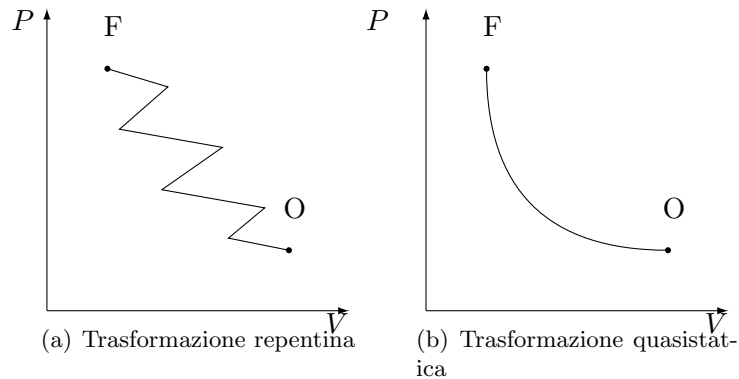 P
F
O
V
(a) Trasformazione repentina
P
F
O
V
(b) Trasformazione quasistat-
ica